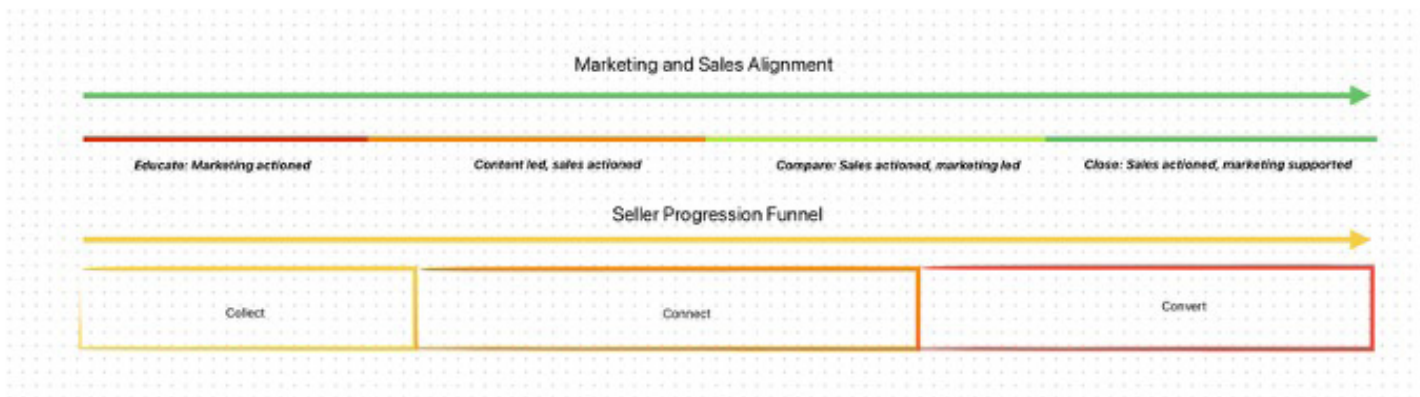 Marketing and Sales Alignment
Educate: Marketing actioned
Content led, sales actioned
Compare: Sales actioned, marketing led
Close: Sales actioned, marketing supported
Seller Progression Funnel
Collect
Connect
Convert